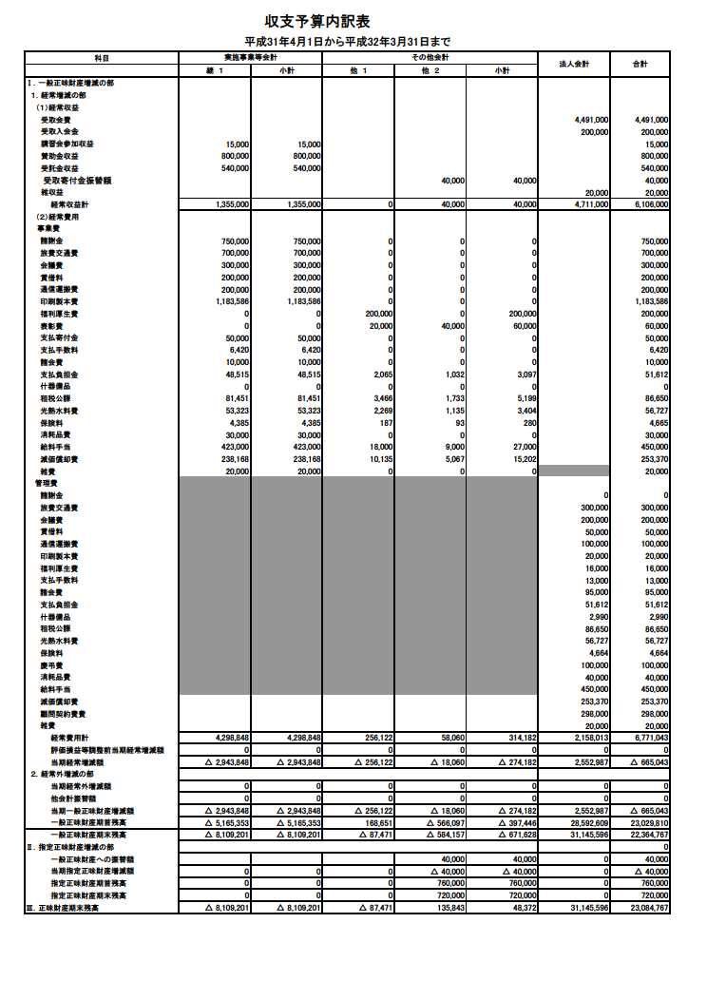 収支予算内訳表
平成31年4月1日から平成32年3月31日まで
科目 実施事業等会計 その他会計 法人会計 合計
継 1 小計 他 1 他 2 小計
Ⅰ. 一般正味財産増減の部
1. 経常増減の部
(1)経常収益
受取会費 4,491,000 4,491,000
受取入会金 200,000 200,000
講習会参加収益 15,000 15,000 15,000
賛助金収益 800,000 800,000 800,000
受託金収益 540,000 540,000 540,000
受取寄付金振替額 40,000 40,000 40,000
雑収益 20,000 20,000
経常収益計 1,355,000 1,355,000 0 40,000 40,000 4,711,000 6,106,000
(2)経常費用
事業費
諸謝金 750,000 750,000 0 0 0 750,000
旅費交通費 700,000 700,000 0 0 0 700,000
会議費 300,000 300,000 0 0 0 300,000
賃借料 200,000 200,000 0 0 0 200,000
通信運搬費 200,000 200,000 0 0 0 200,000
印刷製本費 1,183,586 1,183,586 0 0 0 1,183,586
福利厚生費 0 0 200,000 0 200,000 200,000
表彰費 0 0 20,000 40,000 60,000 60,000
支払寄付金 50,000 50,000 0 0 0 50,000
支払手数料 6,420 6,420 0 0 0 6,420
諸会費 10,000 10,000 0 0 0 10,000
支払負担金 48,515 48,515 2,065 1,032 3,097 51,612
什器備品 0 0 0 0 0 0
租税公課 81,451 81,451 3,466 1,733 5,199 86,650
光熱水料費 53,323 53,323 2,269 1,135 3,404 56,727
保険料 4,385 4,385 187 93 280 4,665
消耗品費 30,000 30,000 0 0 0 30,000
給料手当 423,000 423,000 18,000 9,000 27,000 450,000
減価償却費 238,168 238,168 10,135 5,067 15,202 253,370
雑費 20,000 20,000 0 0 0 20,000
管理費
諸謝金 0 0
旅費交通費 300,000 300,000
会議費 200,000 200,000
賃借料 50,000 50,000
通信運搬費 100,000 100,000
印刷製本費 20,000 20,000
福利厚生費 16,000 16,000
支払手数料 13,000 13,000
諸会費 95,000 95,000
支払負担金 51,612 51,612
什器備品 2,990 2,990
租税公課 86,650 86,650
光熱水料費 56,727 56,727
保険料 4,664 4,664
慶弔費 100,000 100,000
消耗品費 40,000 40,000
給料手当 450,000 450,000
減価償却費 253,370 253,370
顧問契約費費 298,000 298,000
雑費 20,000 20,000
経常費用計 4,298,848 4,298,848 256,122 58,060 314,182 2,158,013 6,771,043
評価損益等調整前当期経常増減額 0 0 0 0 0 0 0
当期経常増減額 △ 2,943,848 △ 2,943,848 △ 256,122 △ 18,060 △ 274,182 2,552,987 △ 665,043
2. 経常外増減の部
当期経常外増減額 0 0 0 0 0 0 0
他会計振替額 0 0 0 0 0 0 0
当期一般正味財産増減額 △ 2,943,848 △ 2,943,848 △ 256,122 △ 18,060 △ 274,182 2,552,987 △ 665,043
一般正味財産期首残高 △ 5,165,353 △ 5,165,353 168,651 △ 566,097 △ 397,446 28,592,609 23,029,810
一般正味財産期末残高 △ 8,109,201 △ 8,109,201 △ 87,471 △ 584,157 △ 671,628 31,145,596 22,364,767
Ⅱ. 指定正味財産増減の部 0
一般正味財産への振替額 40,000 40,000 0 40,000
当期指定正味財産増減額 0 0 0 △ 40,000 △ 40,000 0 △ 40,000
指定正味財産期首残高 0 0 0 760,000 760,000 0 760,000
指定正味財産期末残高 0 0 0 720,000 720,000 0 720,000
Ⅲ. 正味財産期末残高 △ 8,109,201 △ 8,109,201 △ 87,471 135,843 48,372 31,145,596 23,084,767